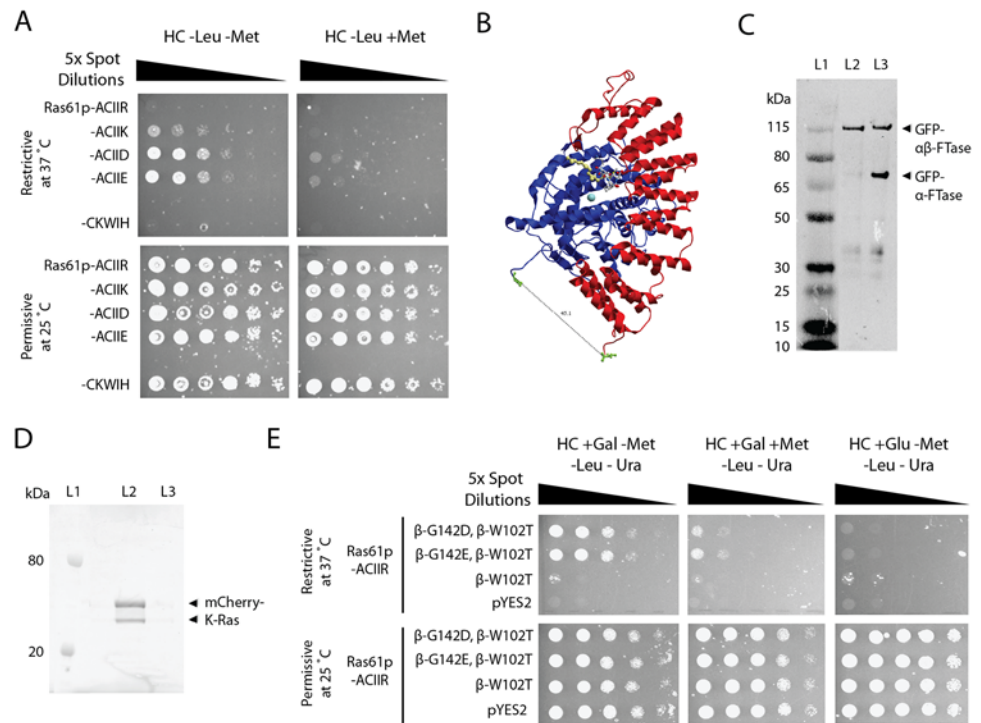 A
HC -Leu -Met
HC -Leu +Met
5x Spot
Dilutions
Restrictive
at 37 °C
Ras61p-ACIIR
-ACIIK
-ACIID
-ACIIE
-CKWIH
Permissive
at 25 °C
Ras61p-ACIIR
-ACIIK
-ACIID
-ACIIE
-CKWIH
B
C
L1 L2 L3
kDa
115
80
65
50
30
25
15
10
GFP-
αβ-FTase
GFP-
α-FTase
D
kDa L1 L2 L3
80
20
mCherry-
K-Ras
E
HC +Gal -Met
-Leu - Ura
HC +Gal +Met
-Leu - Ura
HC +Glu -Met
-Leu - Ura
5x Spot
Dilutions
Restrictive
at 37 °C
Ras61p
-ACIIR
β-G142D, β-W102T
β-G142E, β-W102T
β-W102T
pYES2
Permissive
at 25 °C
Ras61p
-ACIIR
β-G142D, β-W102T
β-G142E, β-W102T
β-W102T
pYES2